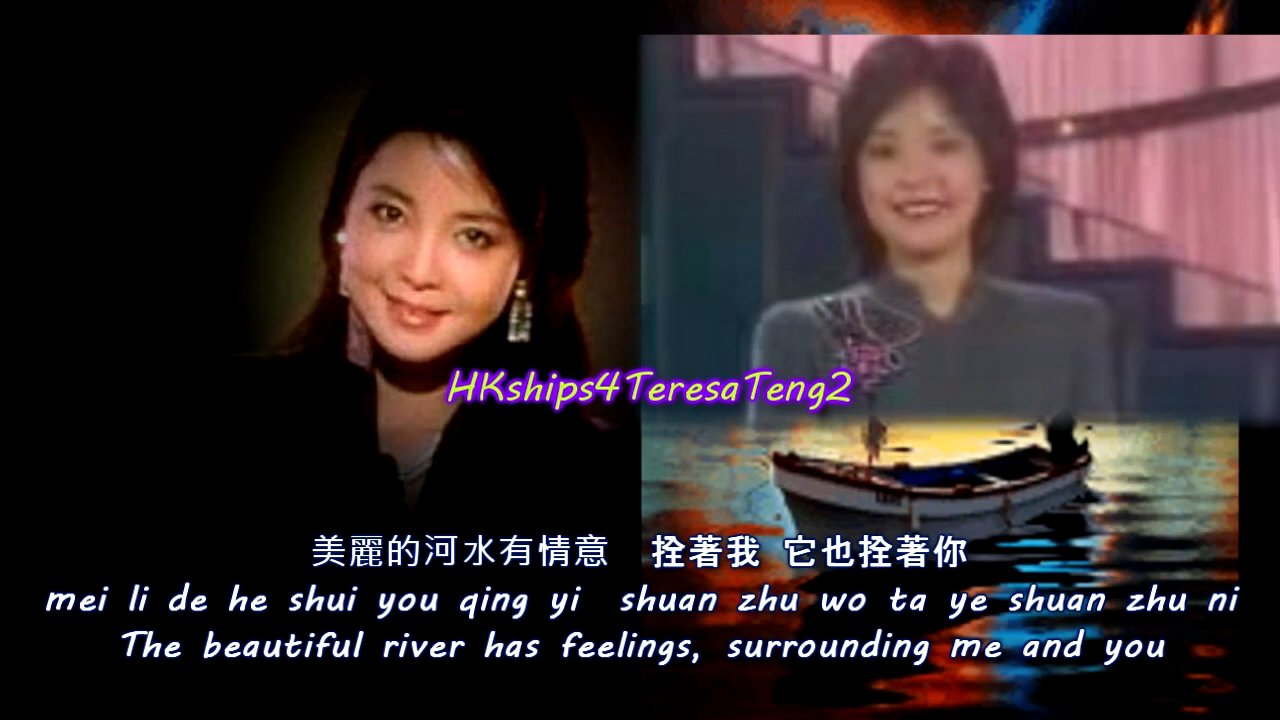 HKships4TeresaTeng2
美麗的河水有情意 拴著我 它也拴著你
mei li de he shui you qing yi shuan zhu wo ta ye shuan zhu ni
The beautiful river has feelings, surrounding me and you